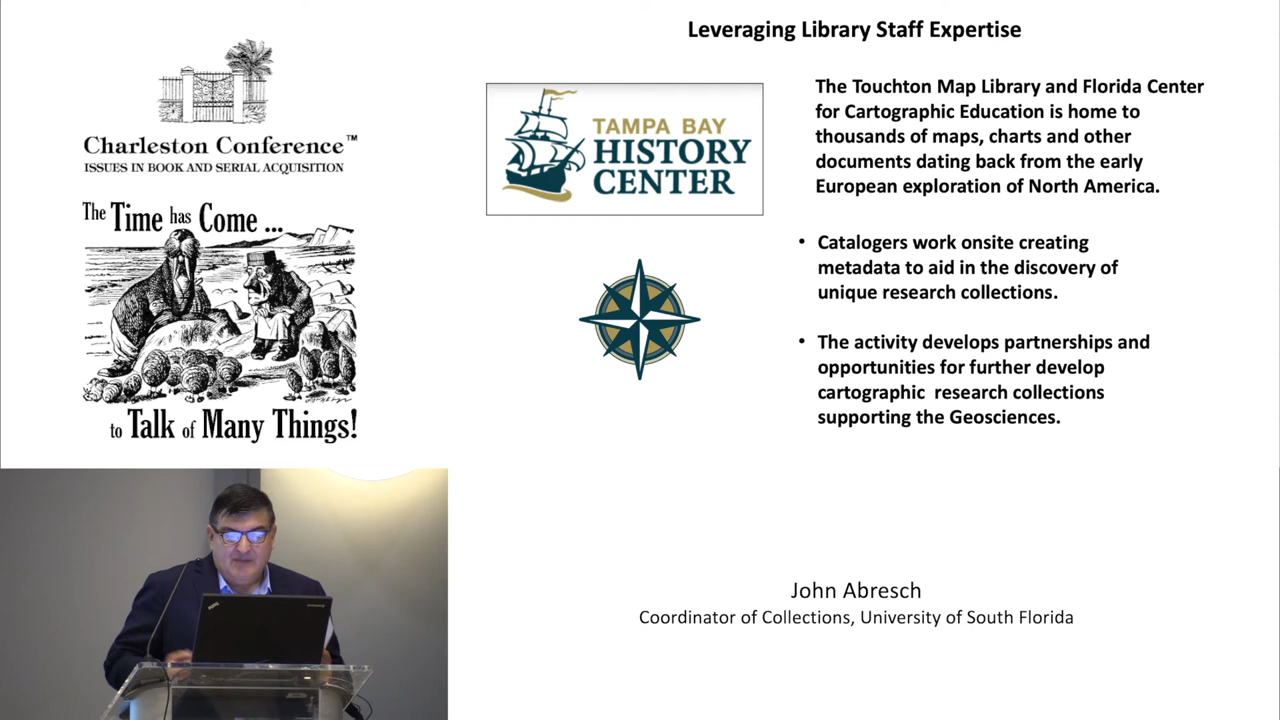 Leveraging Library Staff Expertise
Charleston Conference™
ISSUES IN BOOK AND SERIAL ACQUISITION
The Time has Come ...
to Talk of Many Things!
TAMPA BAY
HISTORY
CENTER
The Touchton Map Library and Florida Center
for Cartographic Education is home to
thousands of maps, charts and other
documents dating back from the early
European exploration of North America.
• Catalogers work onsite creating
metadata to aid in the discovery of
unique research collections.
• The activity develops partnerships and
opportunities for further develop
cartographic research collections
supporting the Geosciences.
John Abresch
Coordinator of Collections, University of South Florida